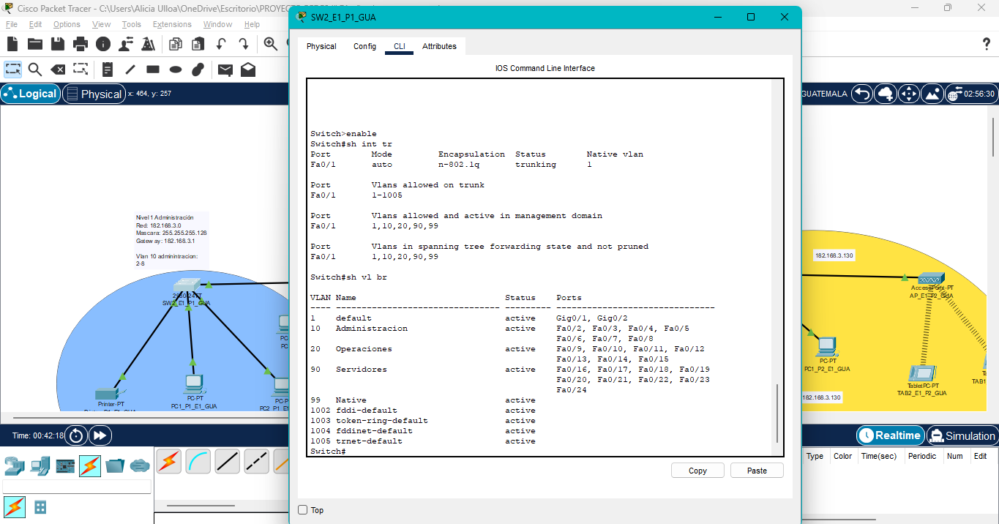 Cisco Packet Tracer - C:\Users\Alicia Ulloa\OneDrive\Escritorio\PROYEC
SW2_E1_P1_GUA
File Edit Options View Tools Extensions Window Help
Physical Config CLI Attributes
IOS Command Line Interface
Logical Physical x: 464, y: 257
GUATEMALA 02:56:30
Switch>enable
Switch#sh int tr
Port Mode Encapsulation Status Native vlan
Fa0/1 auto n-802.1q trunking 1
Port Vlans allowed on trunk
Fa0/1 1-1005
Port Vlans allowed and active in management domain
Fa0/1 1,10,20,90,99
Port Vlans in spanning tree forwarding state and not pruned
Fa0/1 1,10,20,90,99
Switch#sh vl br
VLAN Name Status Ports
---- -------------------------------- --------- -------------------------------
1 default active Gig0/1, Gig0/2
10 Administracion active Fa0/2, Fa0/3, Fa0/4, Fa0/5
Fa0/6, Fa0/7, Fa0/8
20 Operaciones active Fa0/9, Fa0/10, Fa0/11, Fa0/12
Fa0/13, Fa0/14, Fa0/15
90 Servidores active Fa0/16, Fa0/17, Fa0/18, Fa0/19
Fa0/20, Fa0/21, Fa0/22, Fa0/23
Fa0/24
99 Native active
1002 fddi-default active
1003 token-ring-default active
1004 fddinet-default active
1005 trnet-default active
Switch#
Copy Paste
Top
Nivel 1 Administración
Red: 182.168.3.0
Mascara: 255.255.255.128
Gateway: 182.168.3.1
Vlan 10 admnintracion:
2-8
2950-24TT
SW2_E1_P1_GUA
PC
PC
Printer-PT
PC-PT
PC1_P1_E1_GUA
PC-P
PC2_P1_E1
182.168.3.130
AccessPoint-PT
AP_E1_P2_GUA
PC-PT
PC1_P2_E1_GUA
TabletPC-PT
TAB2_E1_P2_GUA
TAB1
182.168.3.130
Time: 00:42:18
Realtime Simulation
Type Color Time(sec) Periodic Num Edit